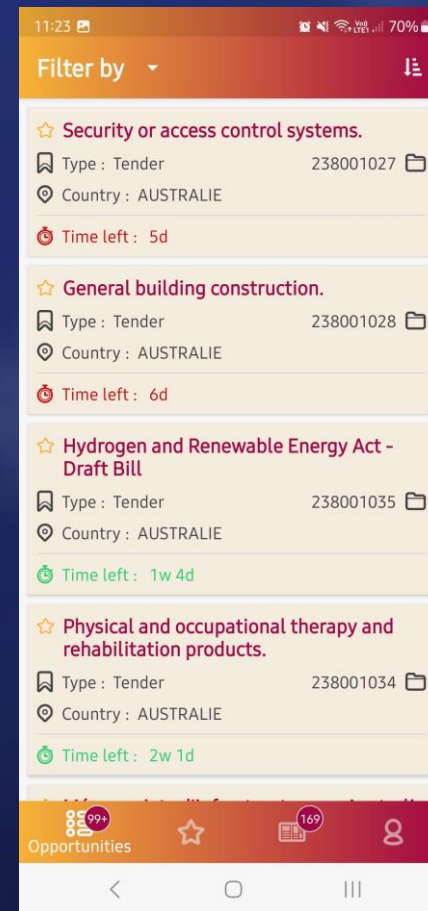 11:23
Vo))
LTE1
70%
Filter by
Security or access control systems.
Type : Tender 238001027
Country : AUSTRALIE
Time left : 5d
General building construction.
Type : Tender 238001028
Country : AUSTRALIE
Time left : 6d
Hydrogen and Renewable Energy Act -
Draft Bill
Type : Tender 238001035
Country : AUSTRALIE
Time left : 1w 4d
Physical and occupational therapy and
rehabilitation products.
Type : Tender 238001034
Country : AUSTRALIE
Time left : 2w 1d
99+
169
Opportunities